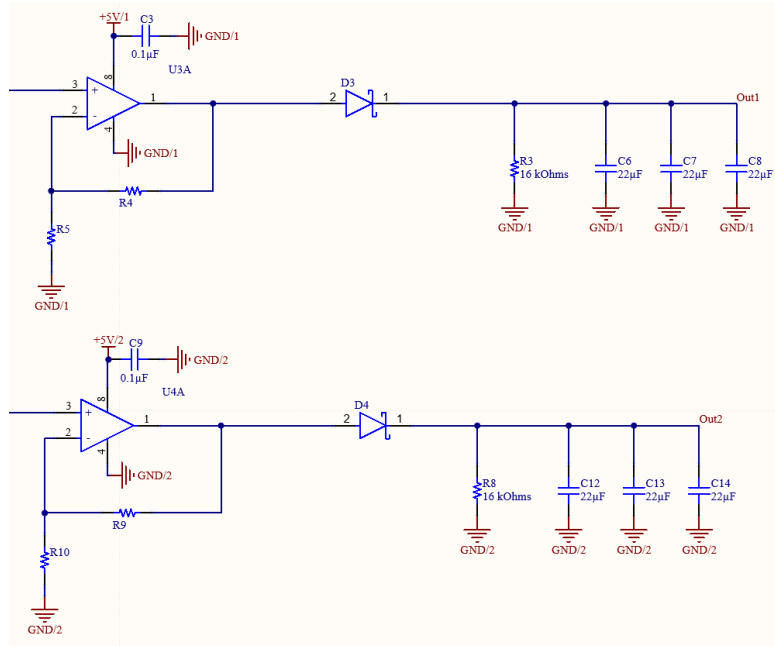 +5V/1
C3
GND/1
0.1µF
U3A
8
3
+
1
2
-
4
GND/1
D3
2
1
Out1
R3
16 kOhms
C6
22µF
C7
22µF
C8
22µF
R4
R5
GND/1
GND/1
GND/1
GND/1
GND/1
+5V/2
C9
GND/2
0.1µF
U4A
8
3
+
1
2
-
4
GND/2
D4
2
1
Out2
R8
16 kOhms
C12
22µF
C13
22µF
C14
22µF
R9
R10
GND/2
GND/2
GND/2
GND/2
GND/2